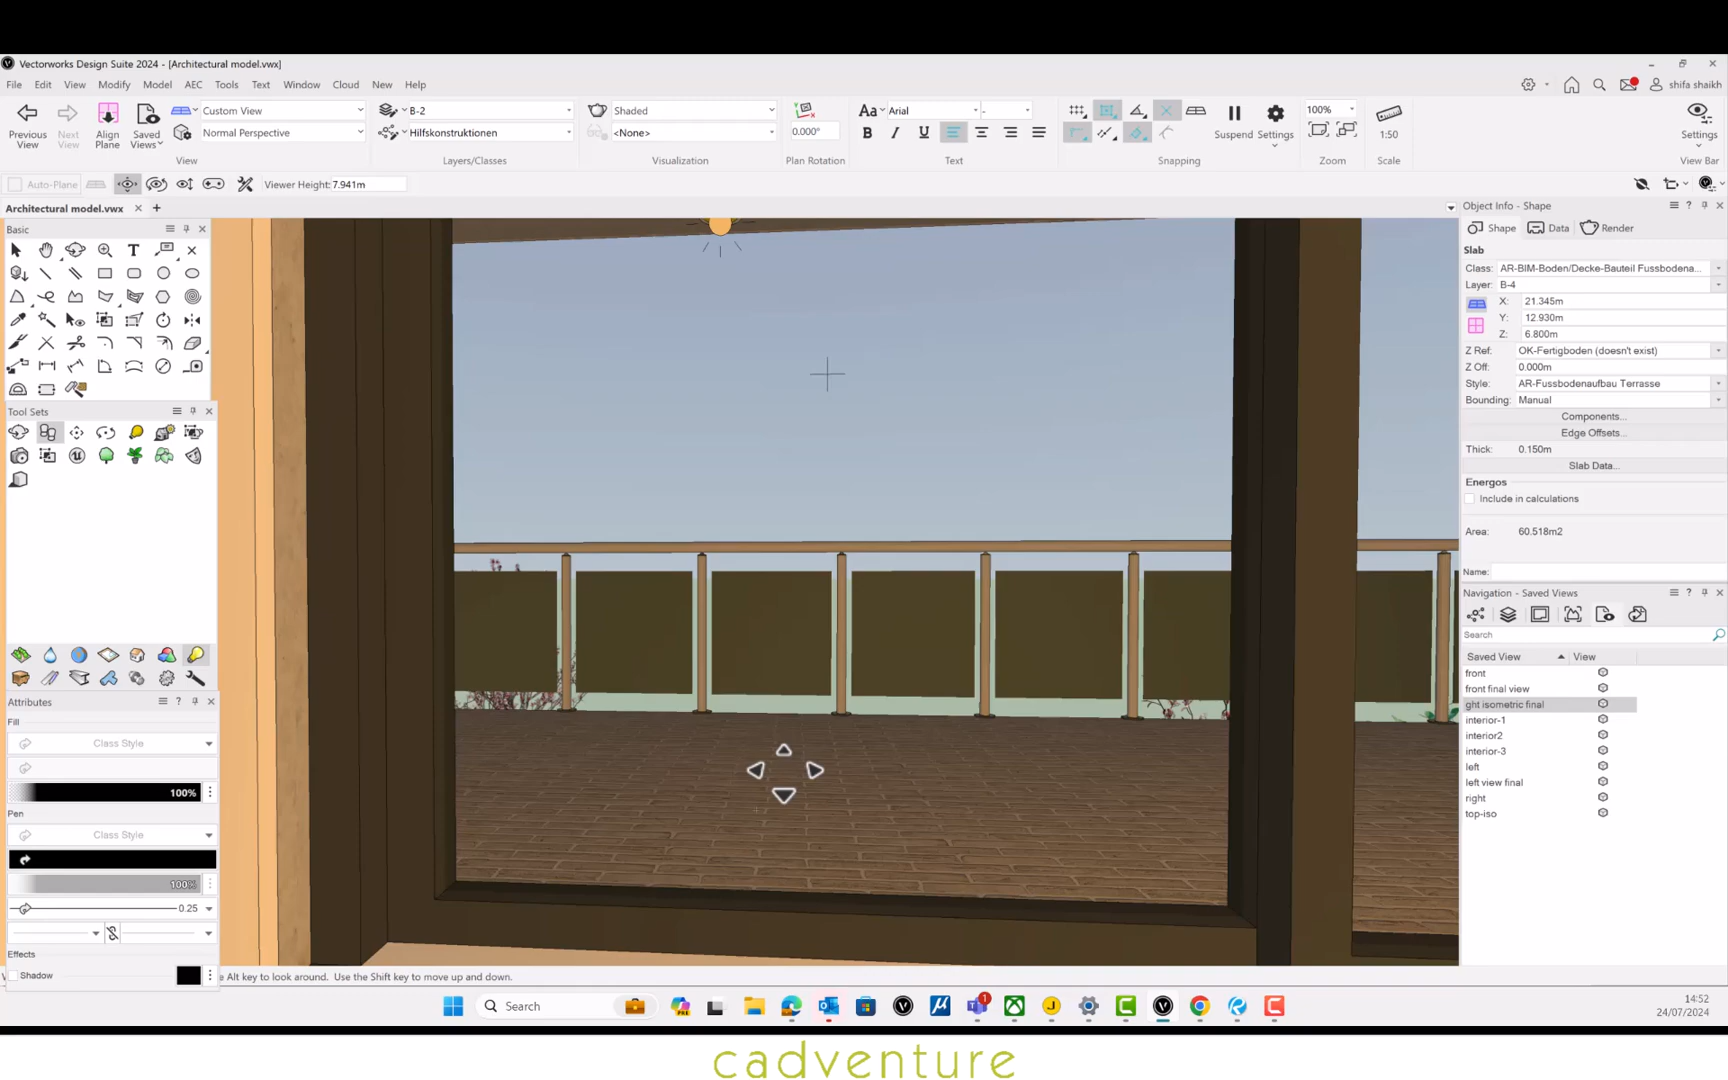 Vectorworks Design Suite 2024 - [Architectural model.vwx]
File Edit View Modify Model AEC Tools Text Window Cloud New Help
shifa shaikh
Previous View
Next View
Align Plane
Saved Views
Custom View
Normal Perspective
View
B-2
Hilfskonstruktionen
Layers/Classes
Shaded
<None>
Visualization
0.000°
Plan Rotation
Aa Arial -
B I U
Text
Suspend
Settings
Snapping
100%
Zoom
1:50
Scale
Settings
View Bar
Auto-Plane
Viewer Height: 7.941m
Architectural model.vwx
Basic
Tool Sets
Attributes
Fill
Class Style
100%
Pen
Class Style
100%
0.25
Effects
Shadow
Object Info - Shape
Shape Data Render
Slab
Class: AR-BIM-Boden/Decke-Bauteil Fussbodena...
Layer: B-4
X: 21.345m
Y: 12.930m
Z: 6.800m
Z Ref: OK-Fertigboden (doesn't exist)
Z Off: 0.000m
Style: AR-Fussbodenaufbau Terrasse
Bounding: Manual
Components...
Edge Offsets...
Thick: 0.150m
Slab Data...
Energos
Include in calculations
Area: 60.518m2
Name:
Navigation - Saved Views
Search
Saved View View
front
front final view
ght isometric final
interior-1
interior2
interior-3
left
left view final
right
top-iso
e Alt key to look around. Use the Shift key to move up and down.
Search
PRE
1
14:52
24/07/2024
cadventure